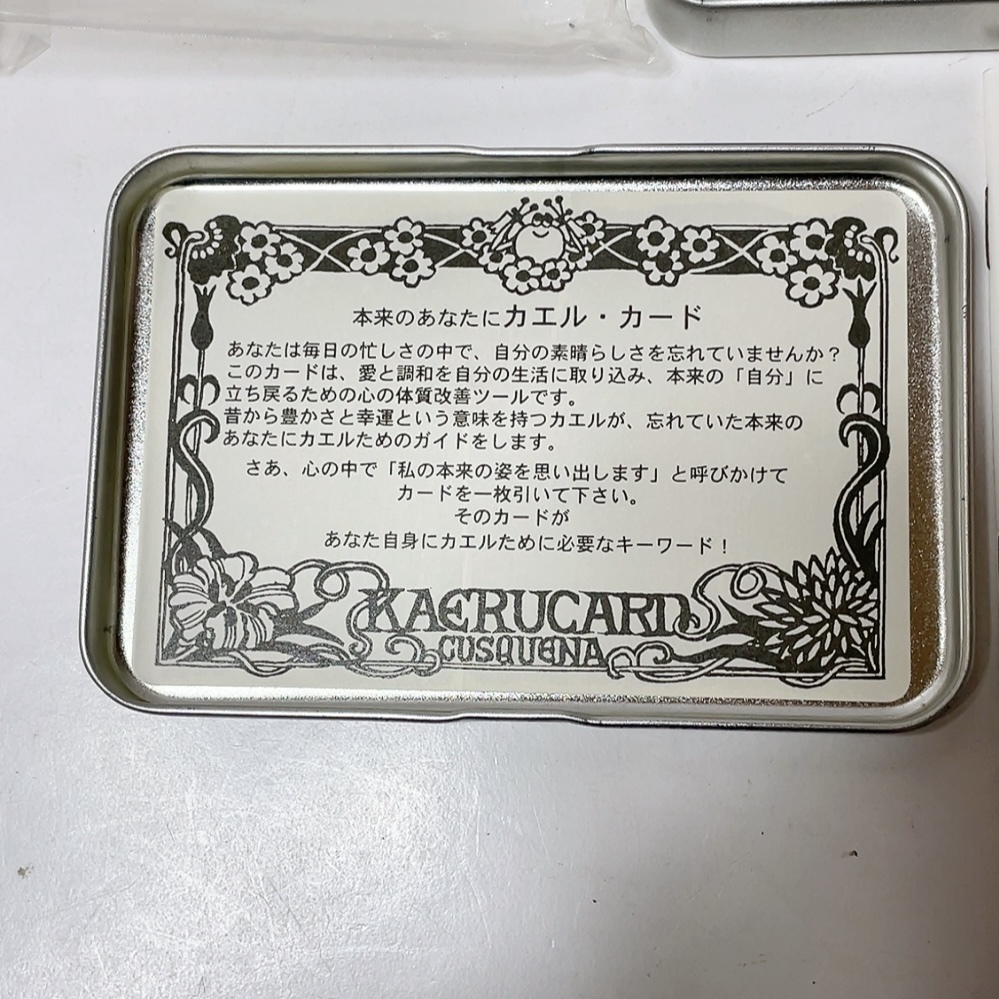 本来のあなたにカエル・カード
あなたは毎日の忙しさの中で、自分の素晴らしさを忘れていませんか？
このカードは、愛と調和を自分の生活に取り込み、本来の「自分」に
立ち戻るための心の体質改善ツールです。
昔から豊かさと幸運という意味を持つカエルが、忘れていた本来の
あなたにカエルためのガイドをします。
さあ、心の中で「私の本来の姿を思い出します」と呼びかけて
カードを一枚引いて下さい。
そのカードが
あなた自身にカエルために必要なキーワード！
KAERUCARD
CUSQUENA